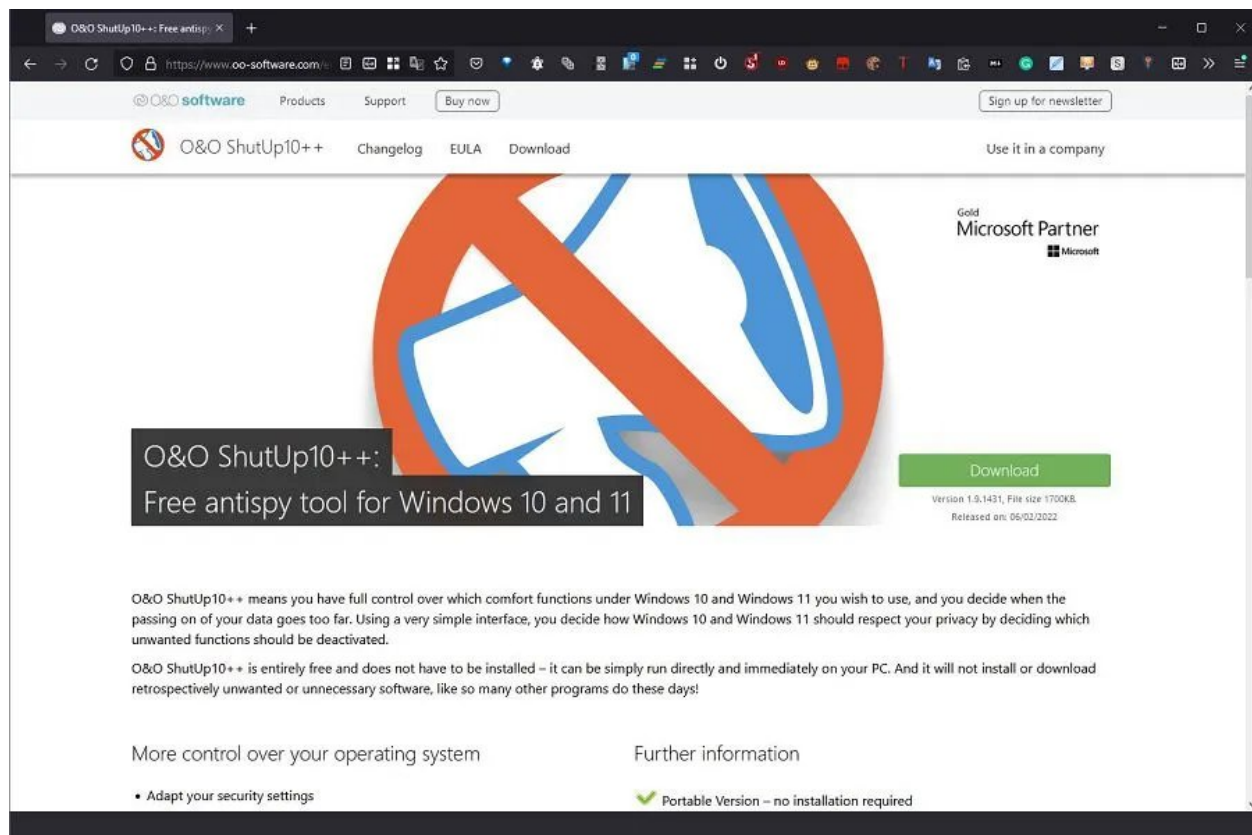 O&O ShutUp10++: Free antispy
https://www.oo-software.com/
O&O software Products Support Buy now Sign up for newsletter
O&O ShutUp10++ Changelog EULA Download Use it in a company
Gold
Microsoft Partner
Microsoft
O&O ShutUp10++:
Free antispy tool for Windows 10 and 11
Download
Version 1.9.1431, File size 1700KB.
Released on: 06/02/2022
O&O ShutUp10++ means you have full control over which comfort functions under Windows 10 and Windows 11 you wish to use, and you decide when the
passing on of your data goes too far. Using a very simple interface, you decide how Windows 10 and Windows 11 should respect your privacy by deciding which
unwanted functions should be deactivated.
O&O ShutUp10++ is entirely free and does not have to be installed – it can be simply run directly and immediately on your PC. And it will not install or download
retrospectively unwanted or unnecessary software, like so many other programs do these days!
More control over your operating system
Further information
• Adapt your security settings
Portable Version – no installation required